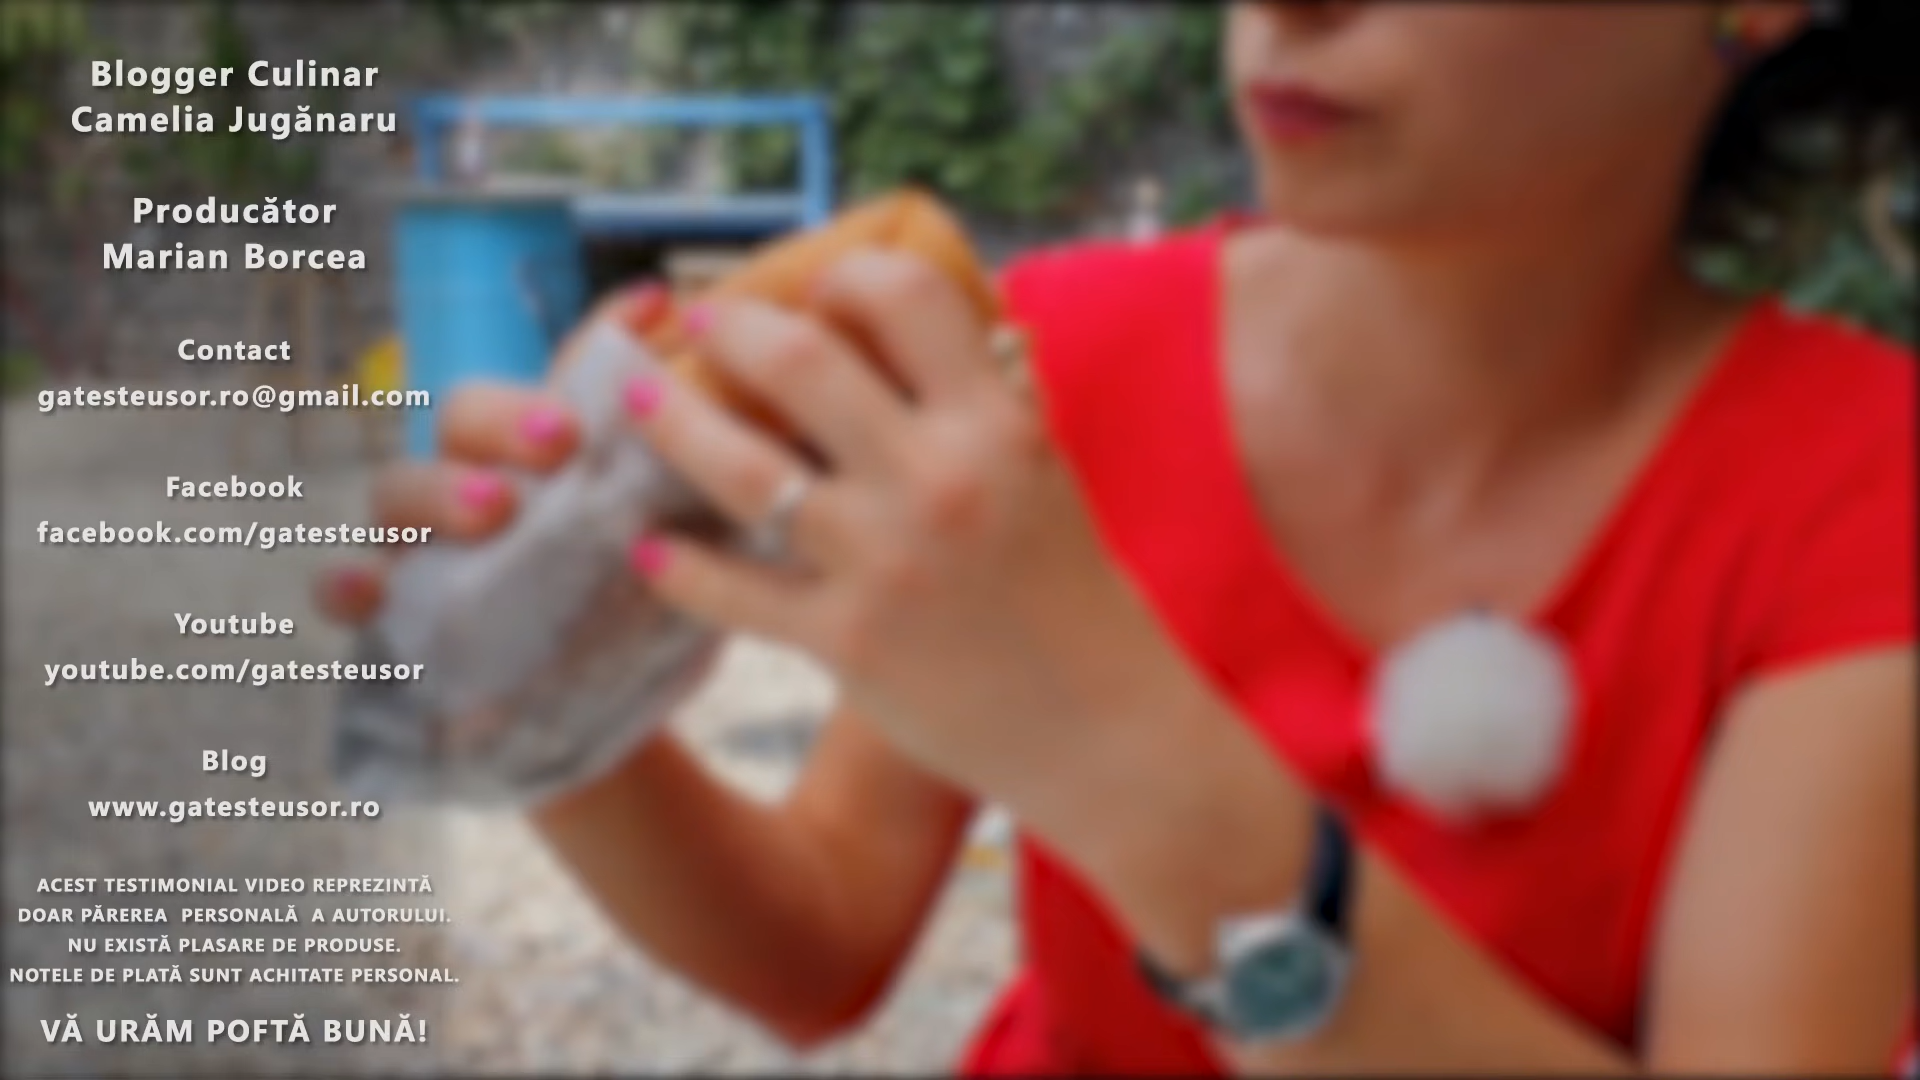 Blogger Culinar
Camelia Jugănaru
Producător
Marian Borcea
Contact
gatesteusor.ro@gmail.com
Facebook
facebook.com/gatesteusor
Youtube
youtube.com/gatesteusor
Blog
www.gatesteusor.ro
ACEST TESTIMONIAL VIDEO REPREZINTĂ
DOAR PĂREREA PERSONALĂ A AUTORULUI.
NU EXISTĂ PLASARE DE PRODUSE.
NOTELE DE PLATĂ SUNT ACHITATE PERSONAL.
VĂ URĂM POFTĂ BUNĂ!